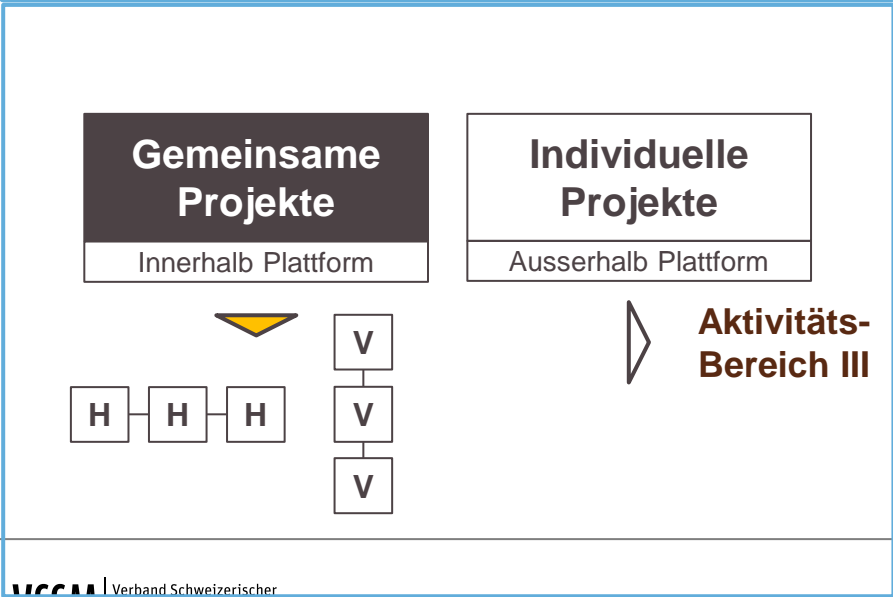 Gemeinsame
Projekte
Innerhalb Plattform
Individuelle
Projekte
Ausserhalb Plattform
Aktivitäts-
Bereich III
H H H
V
V
V
Verband Schweizerischer